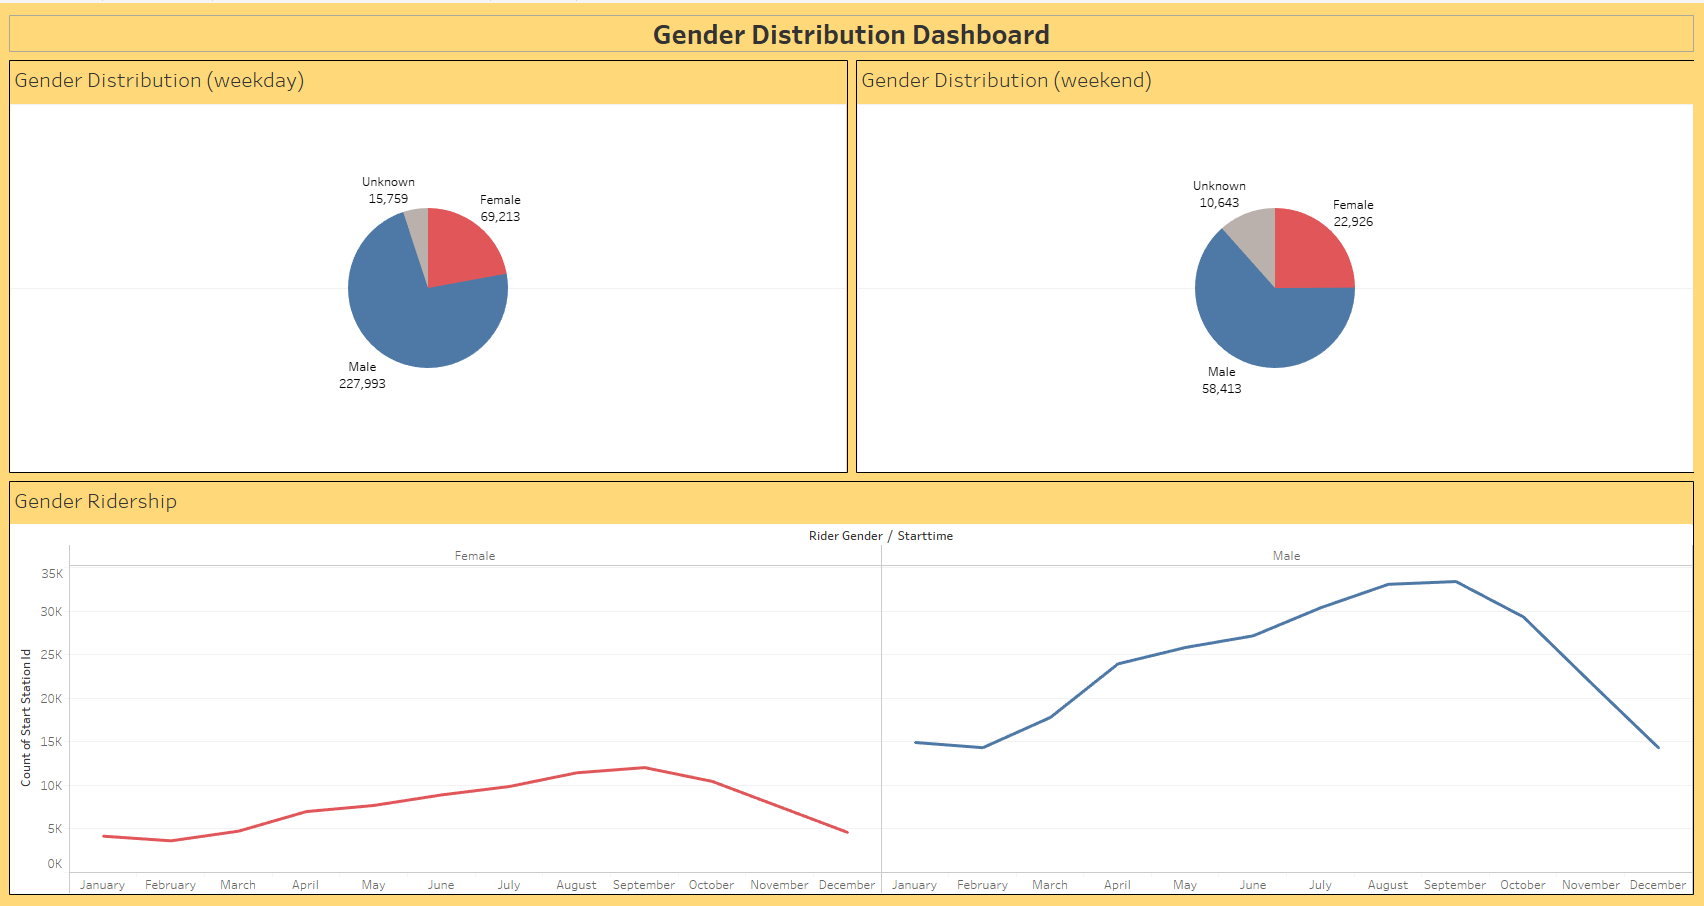 Gender Distribution Dashboard
Gender Distribution (weekday)
Unknown
15,759
Female
69,213
Male
227,993
Gender Distribution (weekend)
Unknown
10,643
Female
22,926
Male
58,413
Gender Ridership
Rider Gender / Starttime
Female
Male
Count of Start Station Id
35K
30K
25K
20K
15K
10K
5K
0K
January February March April May June July August September October November December
January February March April May June July August September October November December